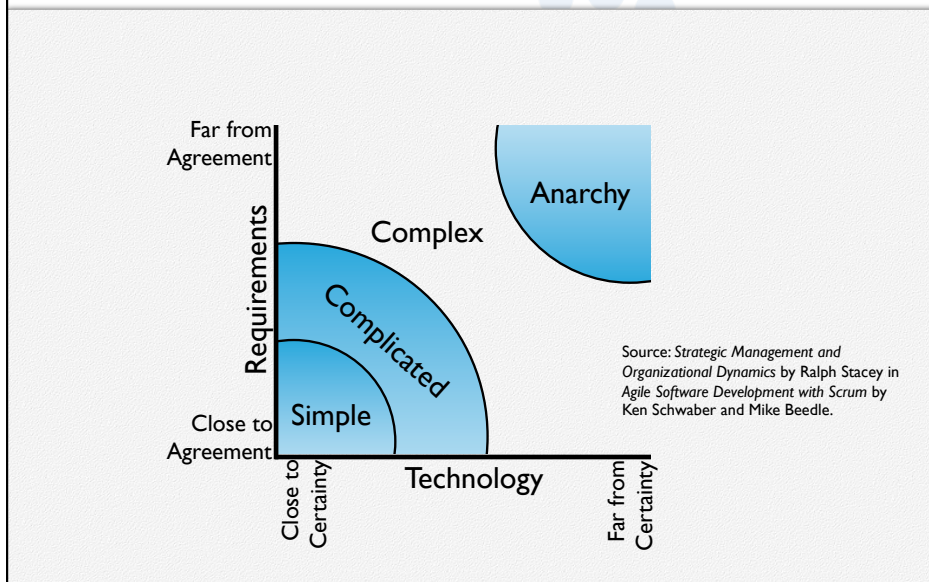 Far from
Agreement
Anarchy
Complex
Requirements
Complicated
Simple
Close to
Agreement
Technology
Close to
Certainty
Far from
Certainty
Source: Strategic Management and
Organizational Dynamics by Ralph Stacey in
Agile Software Development with Scrum by
Ken Schwaber and Mike Beedle.